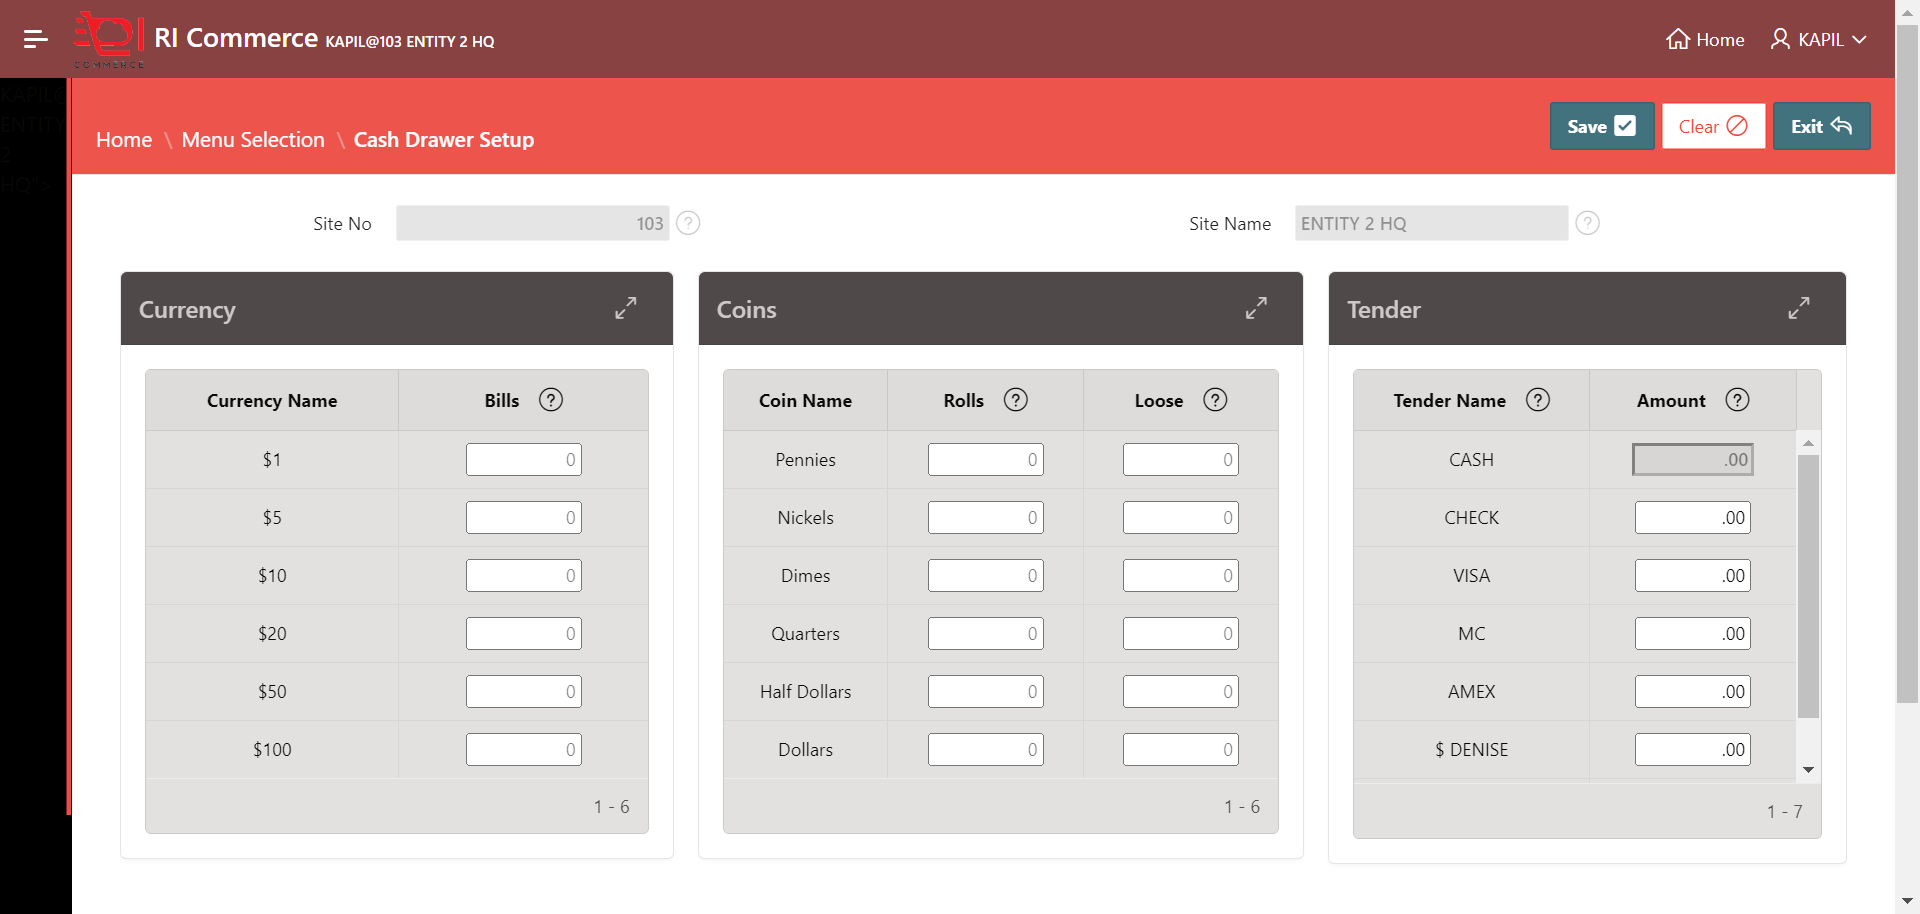 COMMERCE
RI Commerce KAPIL@103 ENTITY 2 HQ
Home
KAPIL
KAPIL@
ENTITY
2
HQ">
Home \ Menu Selection \ Cash Drawer Setup
Save
Clear
Exit
Site No 103 ?
Site Name ENTITY 2 HQ ?
Currency
Currency Name Bills ?
$1 0
$5 0
$10 0
$20 0
$50 0
$100 0
1 - 6
Coins
Coin Name Rolls ? Loose ?
Pennies 0 0
Nickels 0 0
Dimes 0 0
Quarters 0 0
Half Dollars 0 0
Dollars 0 0
1 - 6
Tender
Tender Name ? Amount ?
CASH .00
CHECK .00
VISA .00
MC .00
AMEX .00
$ DENISE .00
1 - 7